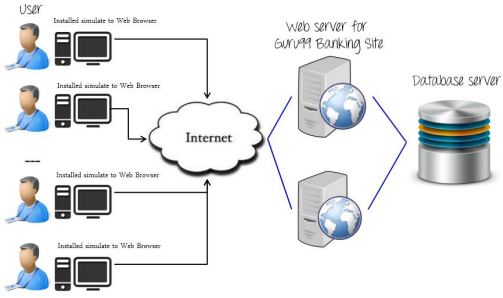 User
Installed simulate to Web Browser
Web server for
Guru99 Banking Site
Installed simulate to Web Browser
Database server
Internet
Installed simulate to Web Browser
Installed simulate to Web Browser